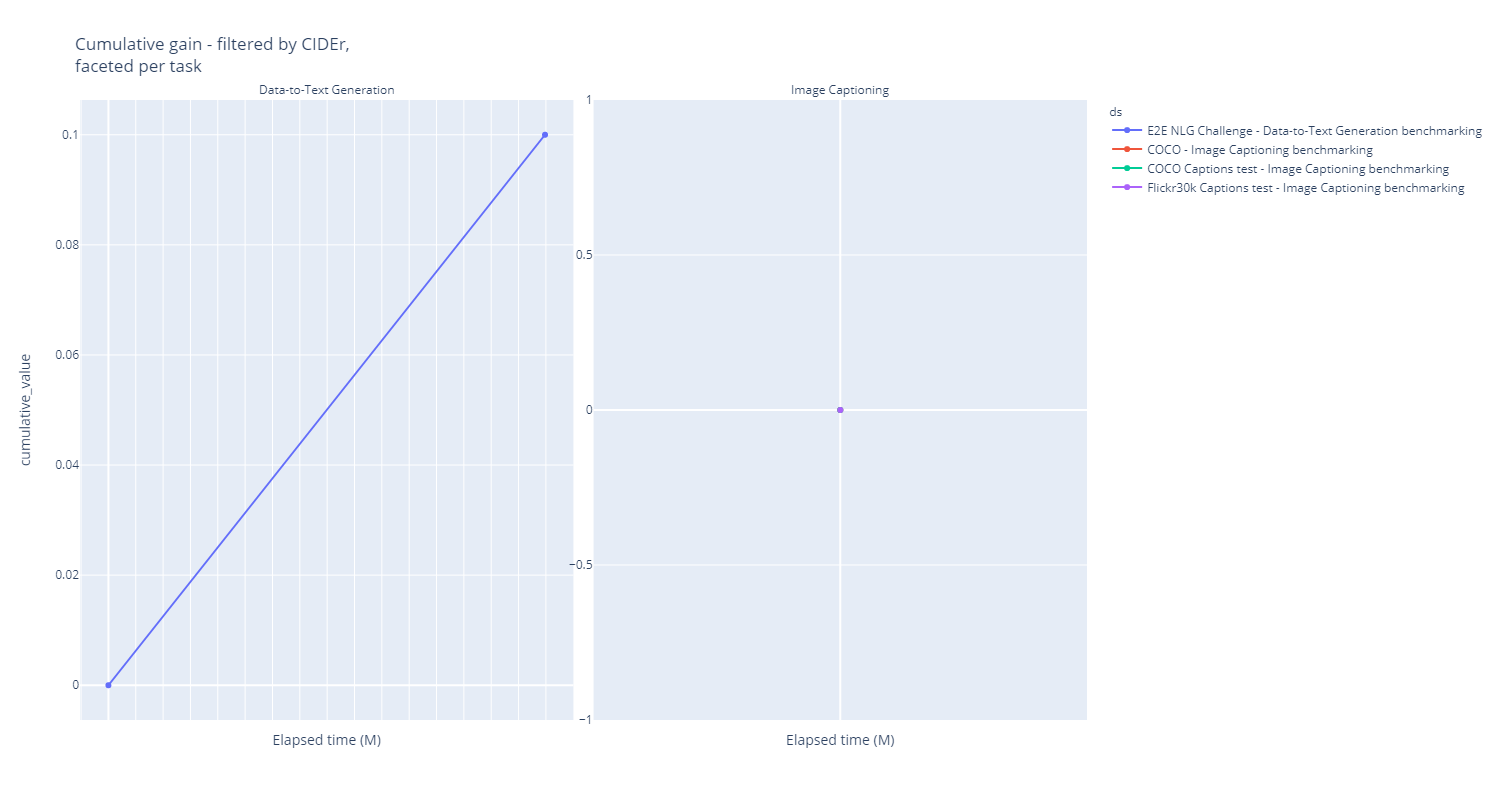 Cumulative gain - filtered by CIDEr,
faceted per task
Data-to-Text Generation
Image Captioning
ds
E2E NLG Challenge - Data-to-Text Generation benchmarking
COCO - Image Captioning benchmarking
COCO Captions test - Image Captioning benchmarking
Flickr30k Captions test - Image Captioning benchmarking
cumulative_value
0.1
0.08
0.06
0.04
0.02
0
1
0.5
0
−0.5
−1
Elapsed time (M)
Elapsed time (M)